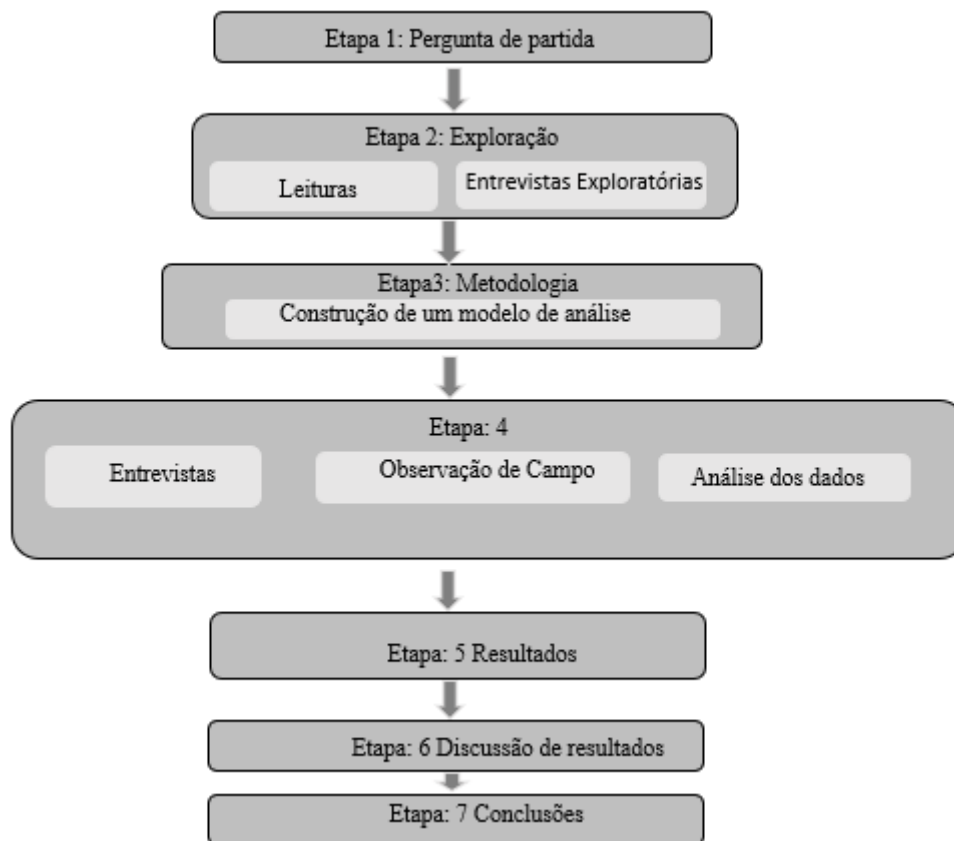 Etapa 1: Pergunta de partida
Etapa 2: Exploração
Leituras
Entrevistas Exploratórias
Etapa3: Metodologia
Construção de um modelo de análise
Etapa: 4
Entrevistas
Observação de Campo
Análise dos dados
Etapa: 5 Resultados
Etapa: 6 Discussão de resultados
Etapa: 7 Conclusões